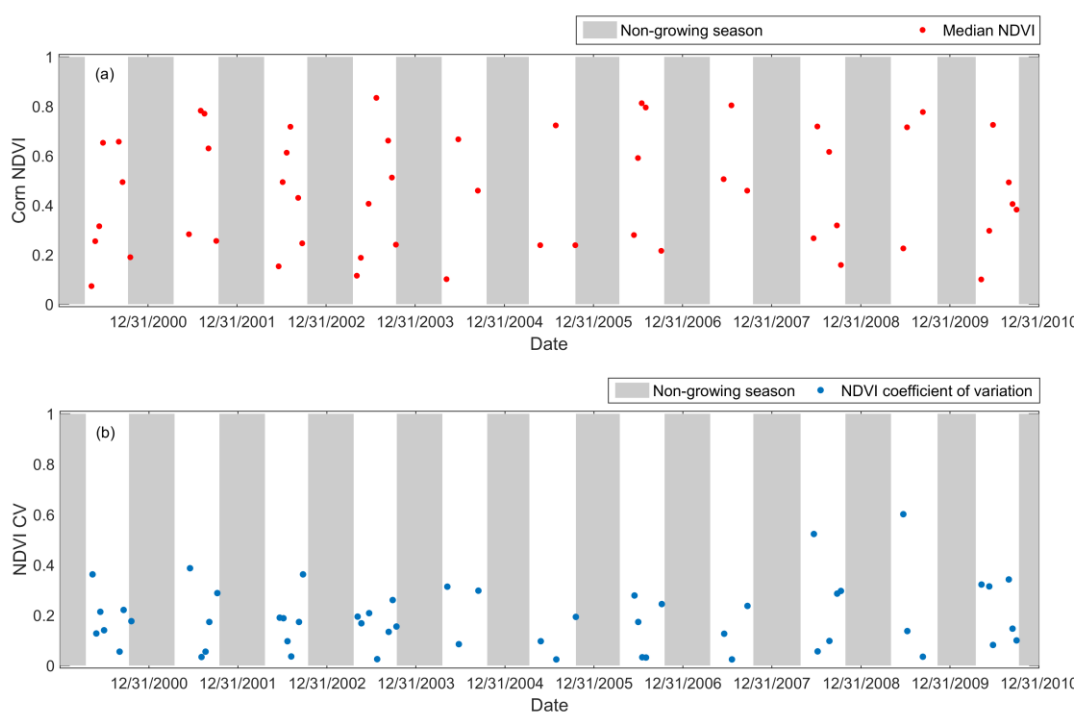 Non-growing season Median NDVI
(a)
1
0.8
0.6
0.4
0.2
0
Corn NDVI
12/31/2000 12/31/2001 12/31/2002 12/31/2003 12/31/2004 12/31/2005 12/31/2006 12/31/2007 12/31/2008 12/31/2009 12/31/2010
Date
Non-growing season NDVI coefficient of variation
(b)
1
0.8
0.6
0.4
0.2
0
NDVI CV
12/31/2000 12/31/2001 12/31/2002 12/31/2003 12/31/2004 12/31/2005 12/31/2006 12/31/2007 12/31/2008 12/31/2009 12/31/2010
Date